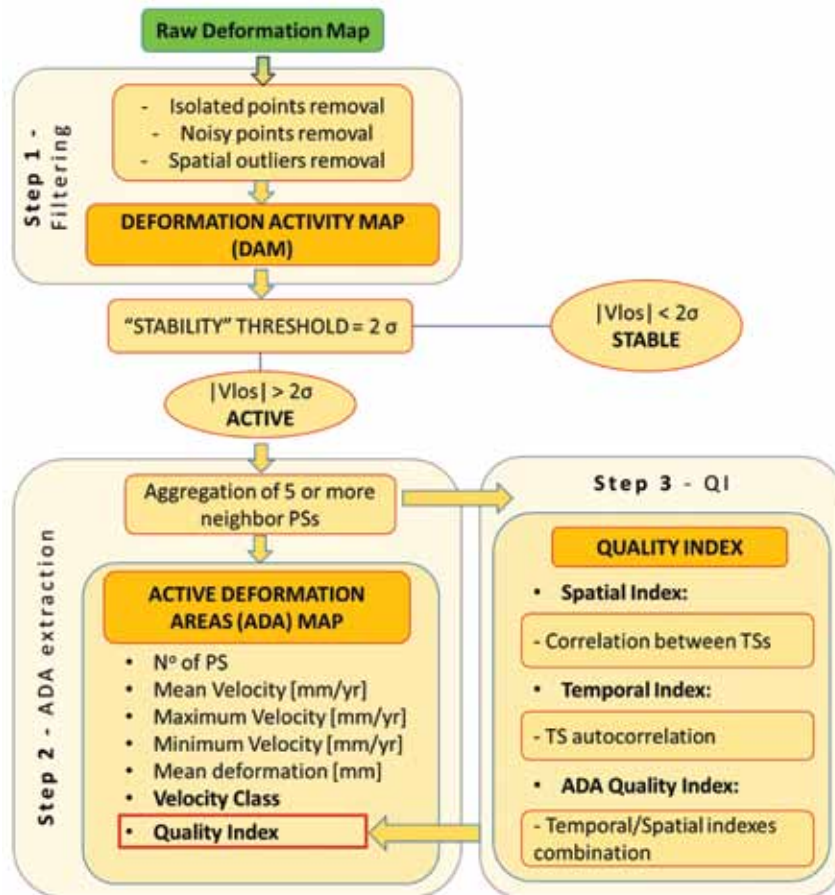 Raw Deformation Map
Step 1 -
Filtering
- Isolated points removal
- Noisy points removal
- Spatial outliers removal
DEFORMATION ACTIVITY MAP
(DAM)
“STABILITY” THRESHOLD = 2 σ
|Vlos| < 2σ
STABLE
|Vlos| > 2σ
ACTIVE
Step 2 - ADA extraction
Aggregation of 5 or more
neighbor PSs
ACTIVE DEFORMATION
AREAS (ADA) MAP
• Nº of PS
• Mean Velocity [mm/yr]
• Maximum Velocity [mm/yr]
• Minimum Velocity [mm/yr]
• Mean deformation [mm]
• Velocity Class
• Quality Index
Step 3 - QI
QUALITY INDEX
• Spatial Index:
- Correlation between TSs
• Temporal Index:
- TS autocorrelation
• ADA Quality Index:
- Temporal/Spatial indexes
combination